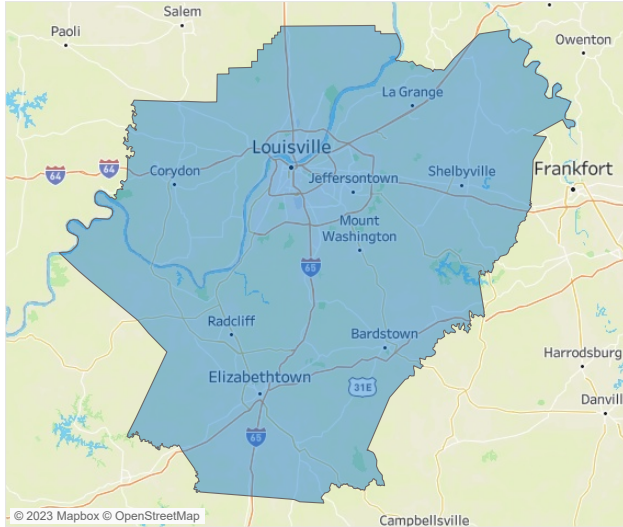 Salem
Paoli
Owenton
La Grange
Louisville
64
64
Corydon
Jeffersontown
Shelbyville
Frankfort
Mount
Washington
65
Radcliff
Bardstown
Harrodsburg
Elizabethtown
31E
Danvill
65
© 2023 Mapbox © OpenStreetMap
Campbellsville